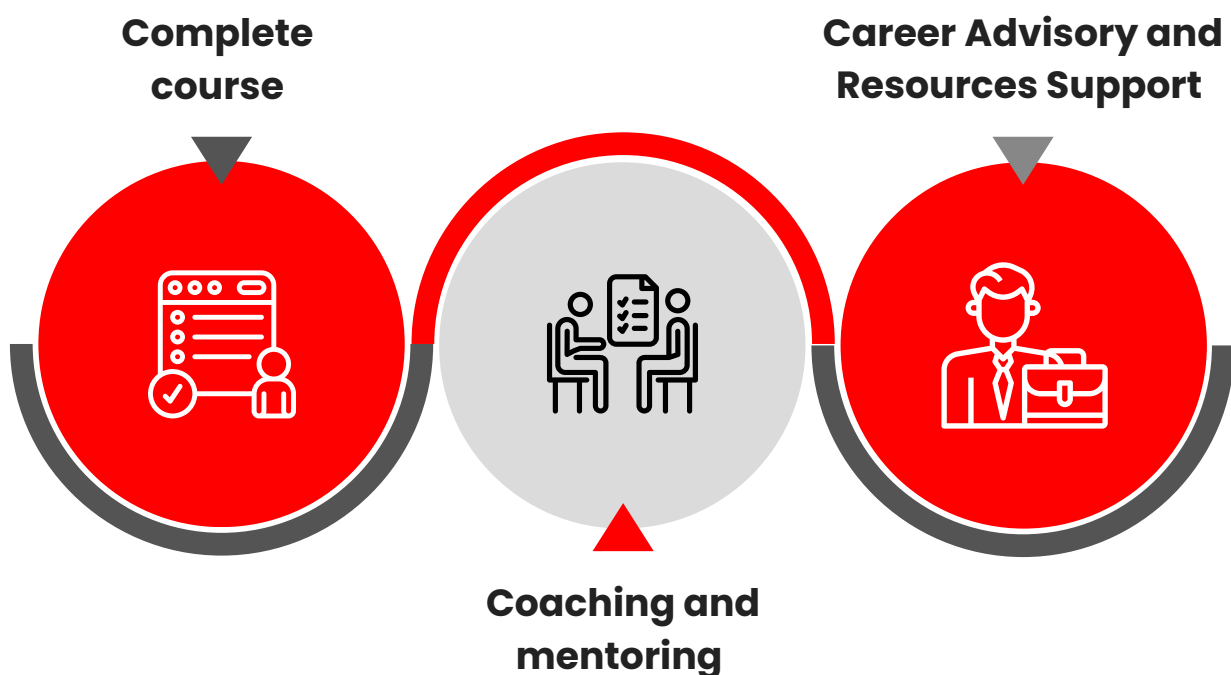 Complete
course
Career Advisory and
Resources Support
Coaching and
mentoring